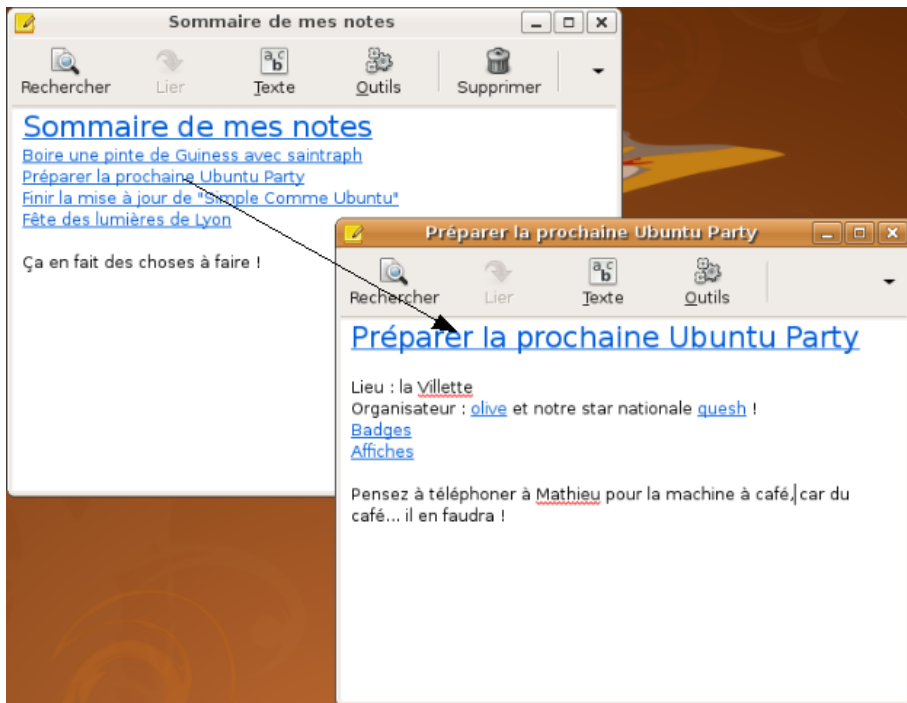 Sommaire de mes notes
Rechercher
Lier
Texte
Outils
Supprimer
Sommaire de mes notes
Boire une pinte de Guiness avec saintraph
Préparer la prochaine Ubuntu Party
Finir la mise à jour de "Simple Comme Ubuntu"
Fête des lumières de Lyon
Ça en fait des choses à faire !
Préparer la prochaine Ubuntu Party
Rechercher
Lier
Texte
Outils
Préparer la prochaine Ubuntu Party
Lieu : la Villette
Organisateur : olive et notre star nationale quesh !
Badges
Affiches
Pensez à téléphoner à Mathieu pour la machine à café, car du
café... il en faudra !